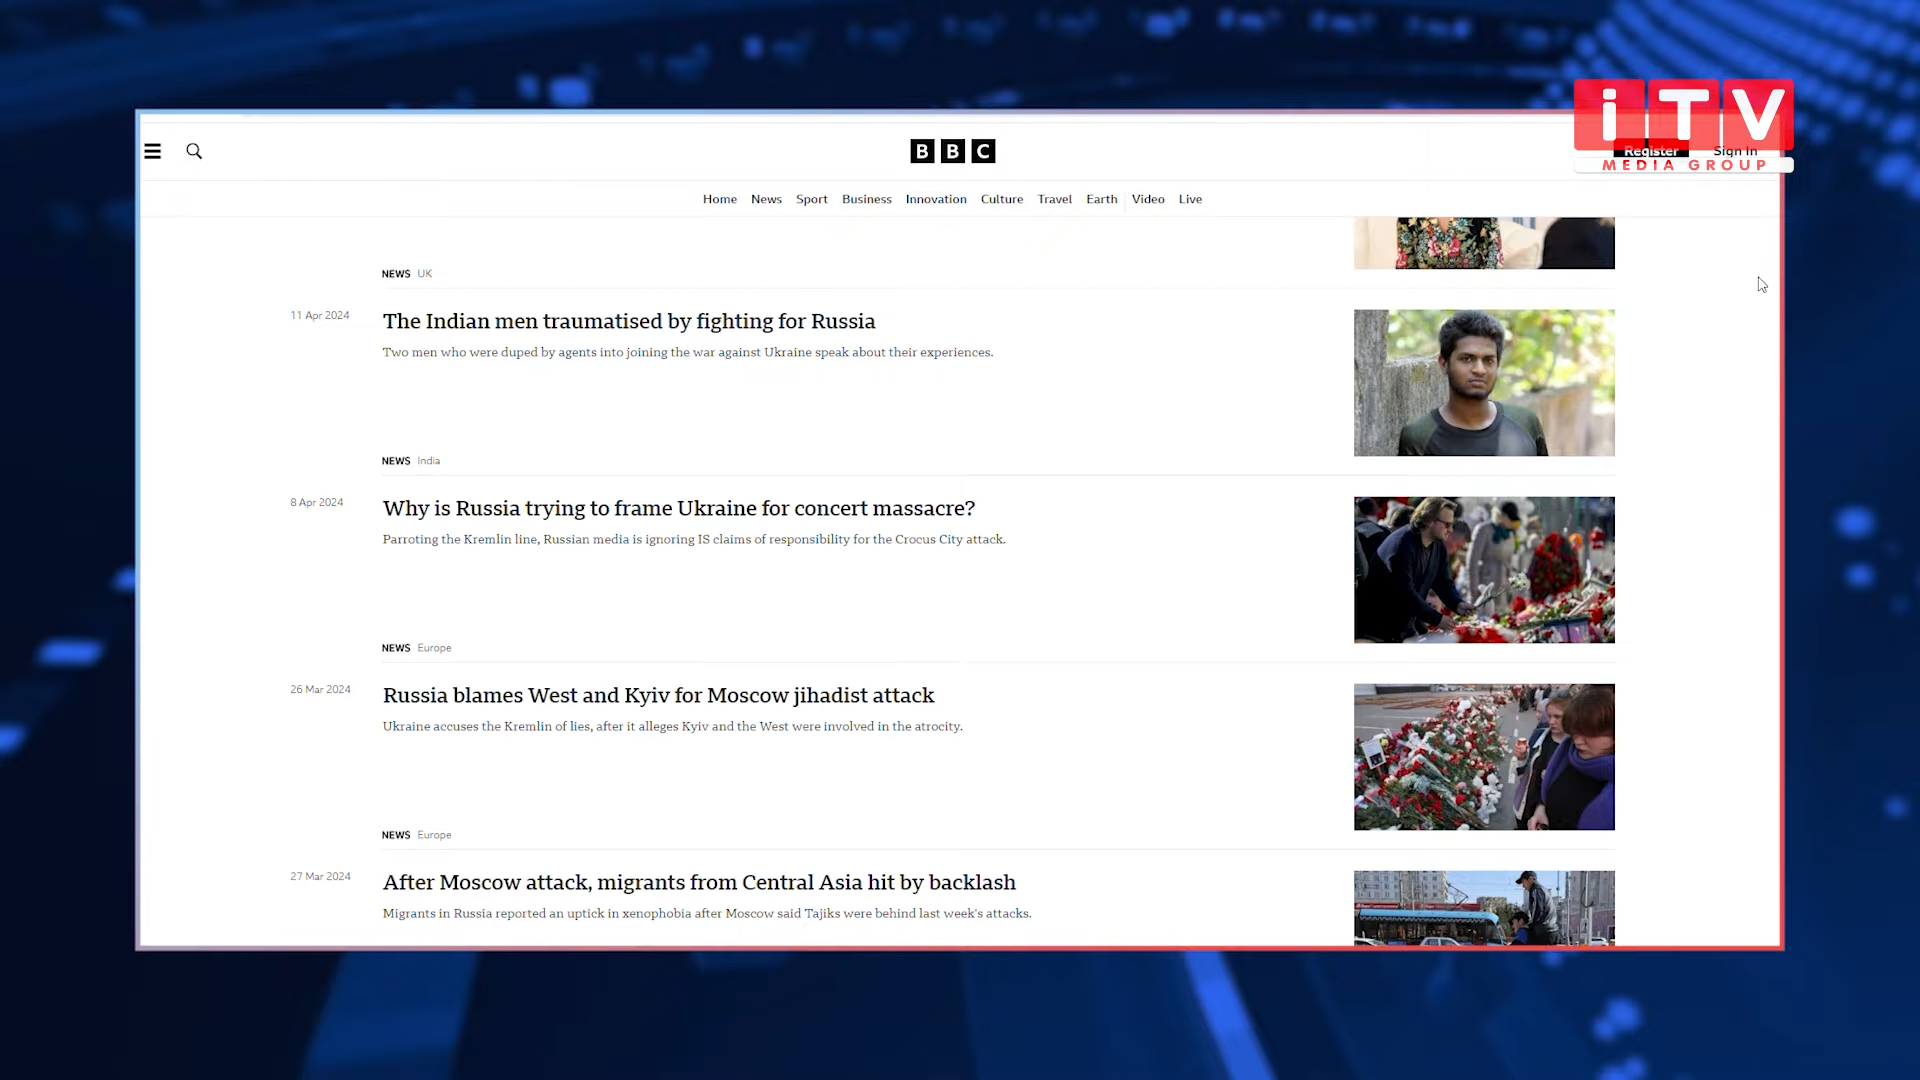 iTV
MEDIA GROUP
BBC
Register
Sign In
Home News Sport Business Innovation Culture Travel Earth Video Live
NEWS UK
11 Apr 2024
The Indian men traumatised by fighting for Russia
Two men who were duped by agents into joining the war against Ukraine speak about their experiences.
NEWS India
8 Apr 2024
Why is Russia trying to frame Ukraine for concert massacre?
Parroting the Kremlin line, Russian media is ignoring IS claims of responsibility for the Crocus City attack.
NEWS Europe
26 Mar 2024
Russia blames West and Kyiv for Moscow jihadist attack
Ukraine accuses the Kremlin of lies, after it alleges Kyiv and the West were involved in the atrocity.
NEWS Europe
27 Mar 2024
After Moscow attack, migrants from Central Asia hit by backlash
Migrants in Russia reported an uptick in xenophobia after Moscow said Tajiks were behind last week's attacks.